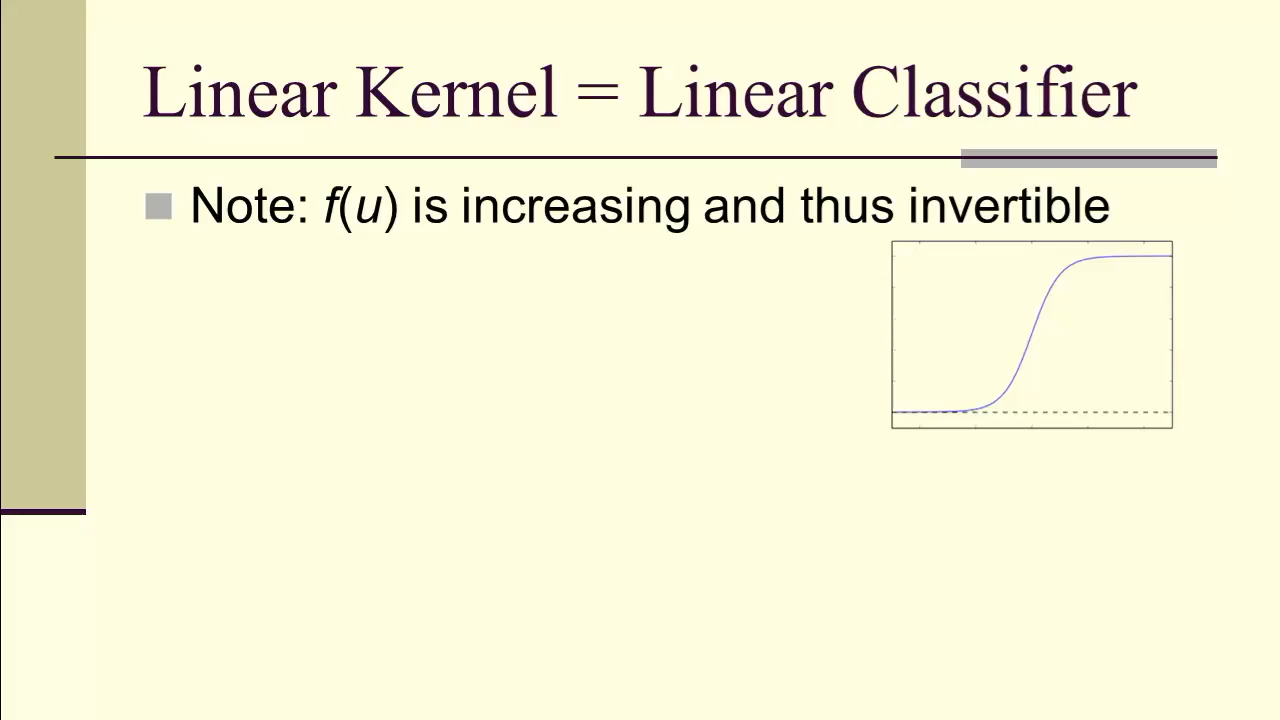 Linear Kernel = Linear Classifier
Note: f(u) is increasing and thus invertible